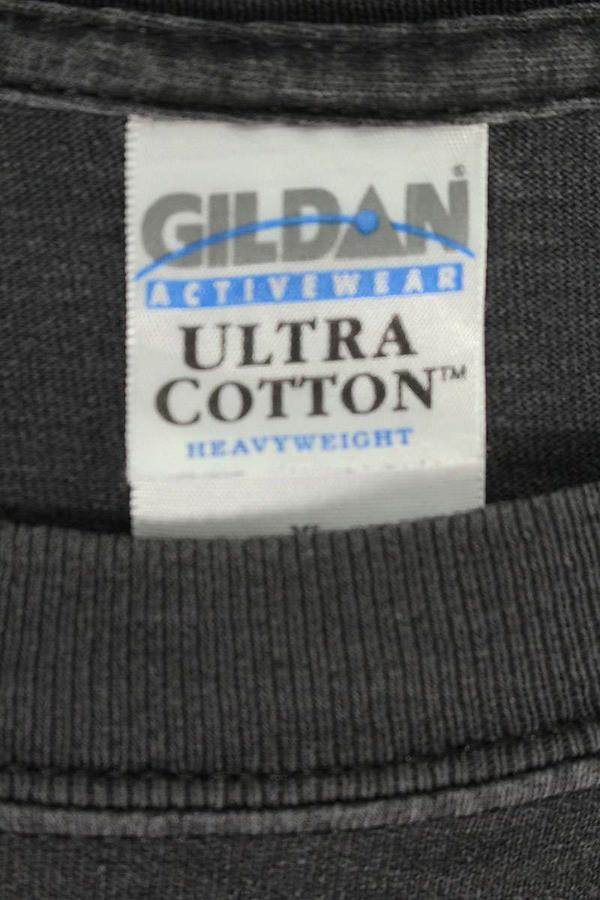 GILDAN®
ACTIVEWEAR
ULTRA
COTTON™
HEAVYWEIGHT